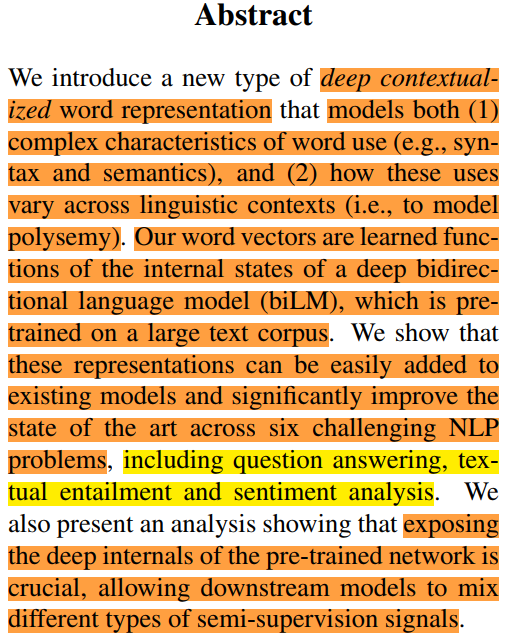 Abstract
We introduce a new type of deep contextual-
ized word representation that models both (1)
complex characteristics of word use (e.g., syn-
tax and semantics), and (2) how these uses
vary across linguistic contexts (i.e., to model
polysemy). Our word vectors are learned func-
tions of the internal states of a deep bidirec-
tional language model (biLM), which is pre-
trained on a large text corpus. We show that
these representations can be easily added to
existing models and significantly improve the
state of the art across six challenging NLP
problems, including question answering, tex-
tual entailment and sentiment analysis. We
also present an analysis showing that exposing
the deep internals of the pre-trained network is
crucial, allowing downstream models to mix
different types of semi-supervision signals.